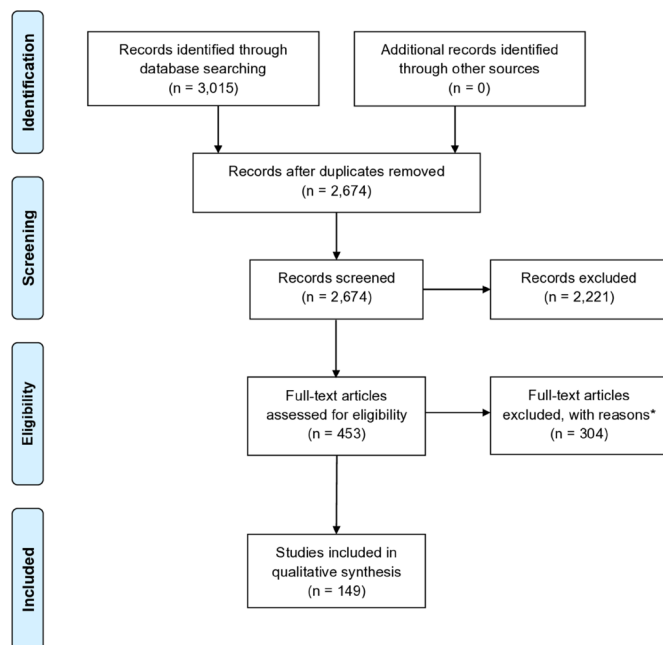 Identification
Records identified through
database searching
(n = 3,015)
Additional records identified
through other sources
(n = 0)
Records after duplicates removed
(n = 2,674)
Screening
Records screened
(n = 2,674)
Records excluded
(n = 2,221)
Eligibility
Full-text articles
assessed for eligibility
(n = 453)
Full-text articles
excluded, with reasons*
(n = 304)
Included
Studies included in
qualitative synthesis
(n = 149)